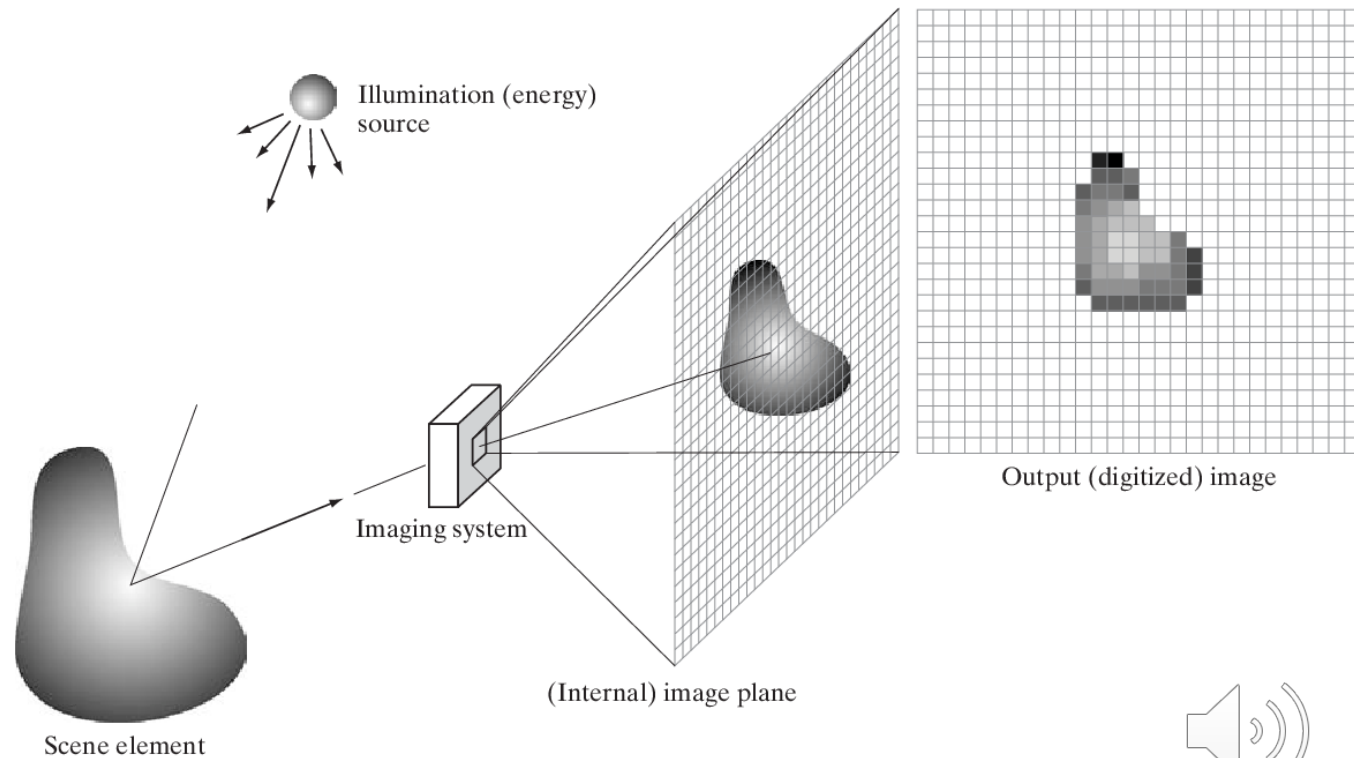 Illumination (energy)
source
Output (digitized) image
Imaging system
(Internal) image plane
Scene element